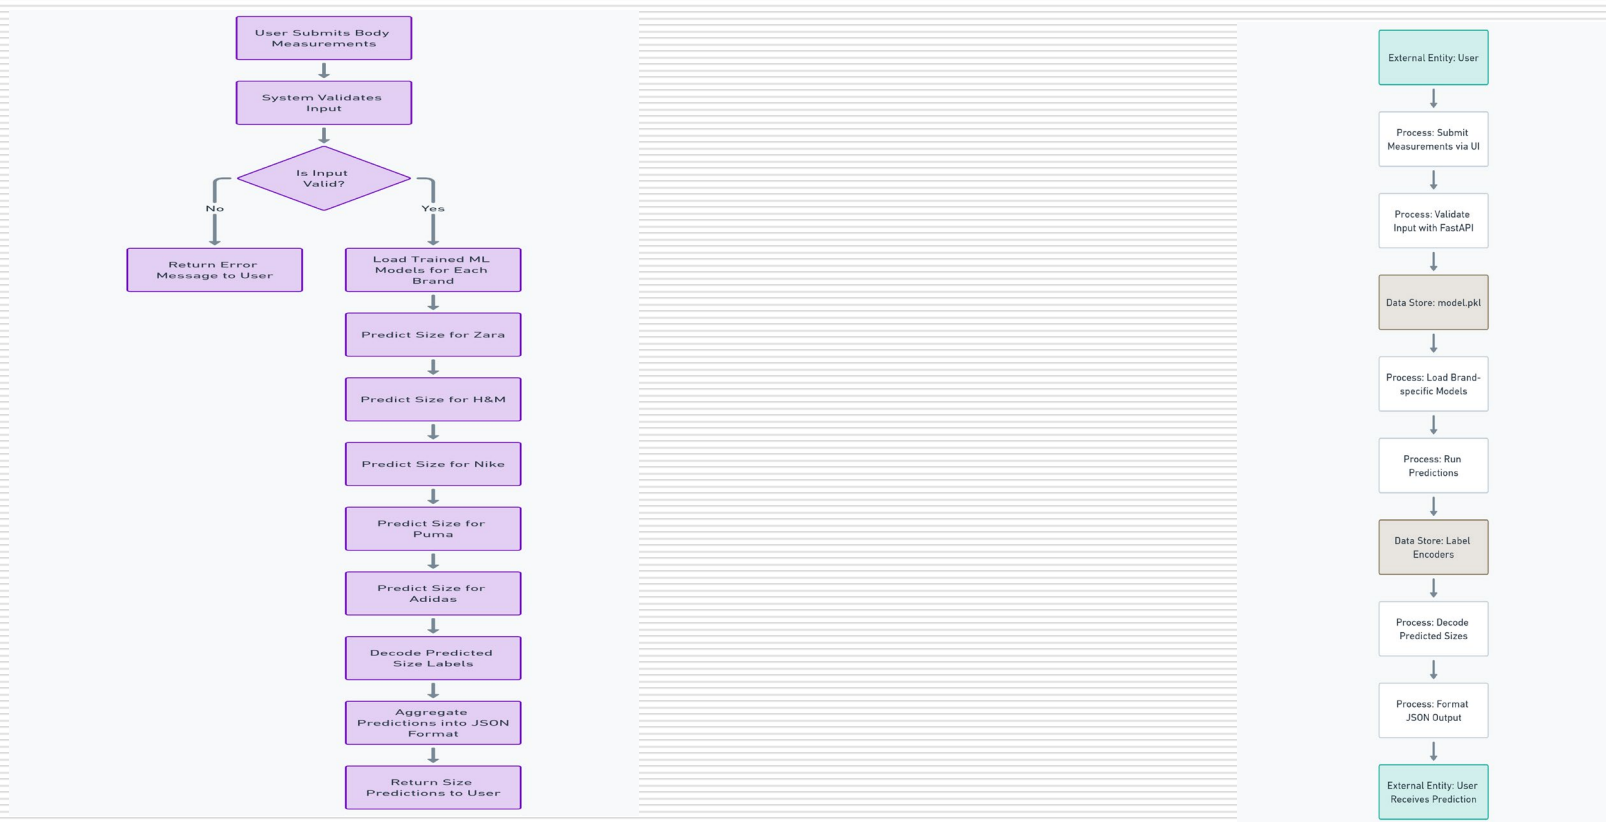 User Submits Body
Measurements
System Validates
Input
Is Input
Valid?
No
Yes
Return Error
Message to User
Load Trained ML
Models for Each
Brand
Predict Size for Zara
Predict Size for H&M
Predict Size for Nike
Predict Size for
Puma
Predict Size for
Adidas
Decode Predicted
Size Labels
Aggregate
Predictions into JSON
Format
Return Size
Predictions to User
External Entity: User
Process: Submit
Measurements via UI
Process: Validate
Input with FastAPI
Data Store: model.pkl
Process: Load Brand-
specific Models
Process: Run
Predictions
Data Store: Label
Encoders
Process: Decode
Predicted Sizes
Process: Format
JSON Output
External Entity: User
Receives Prediction